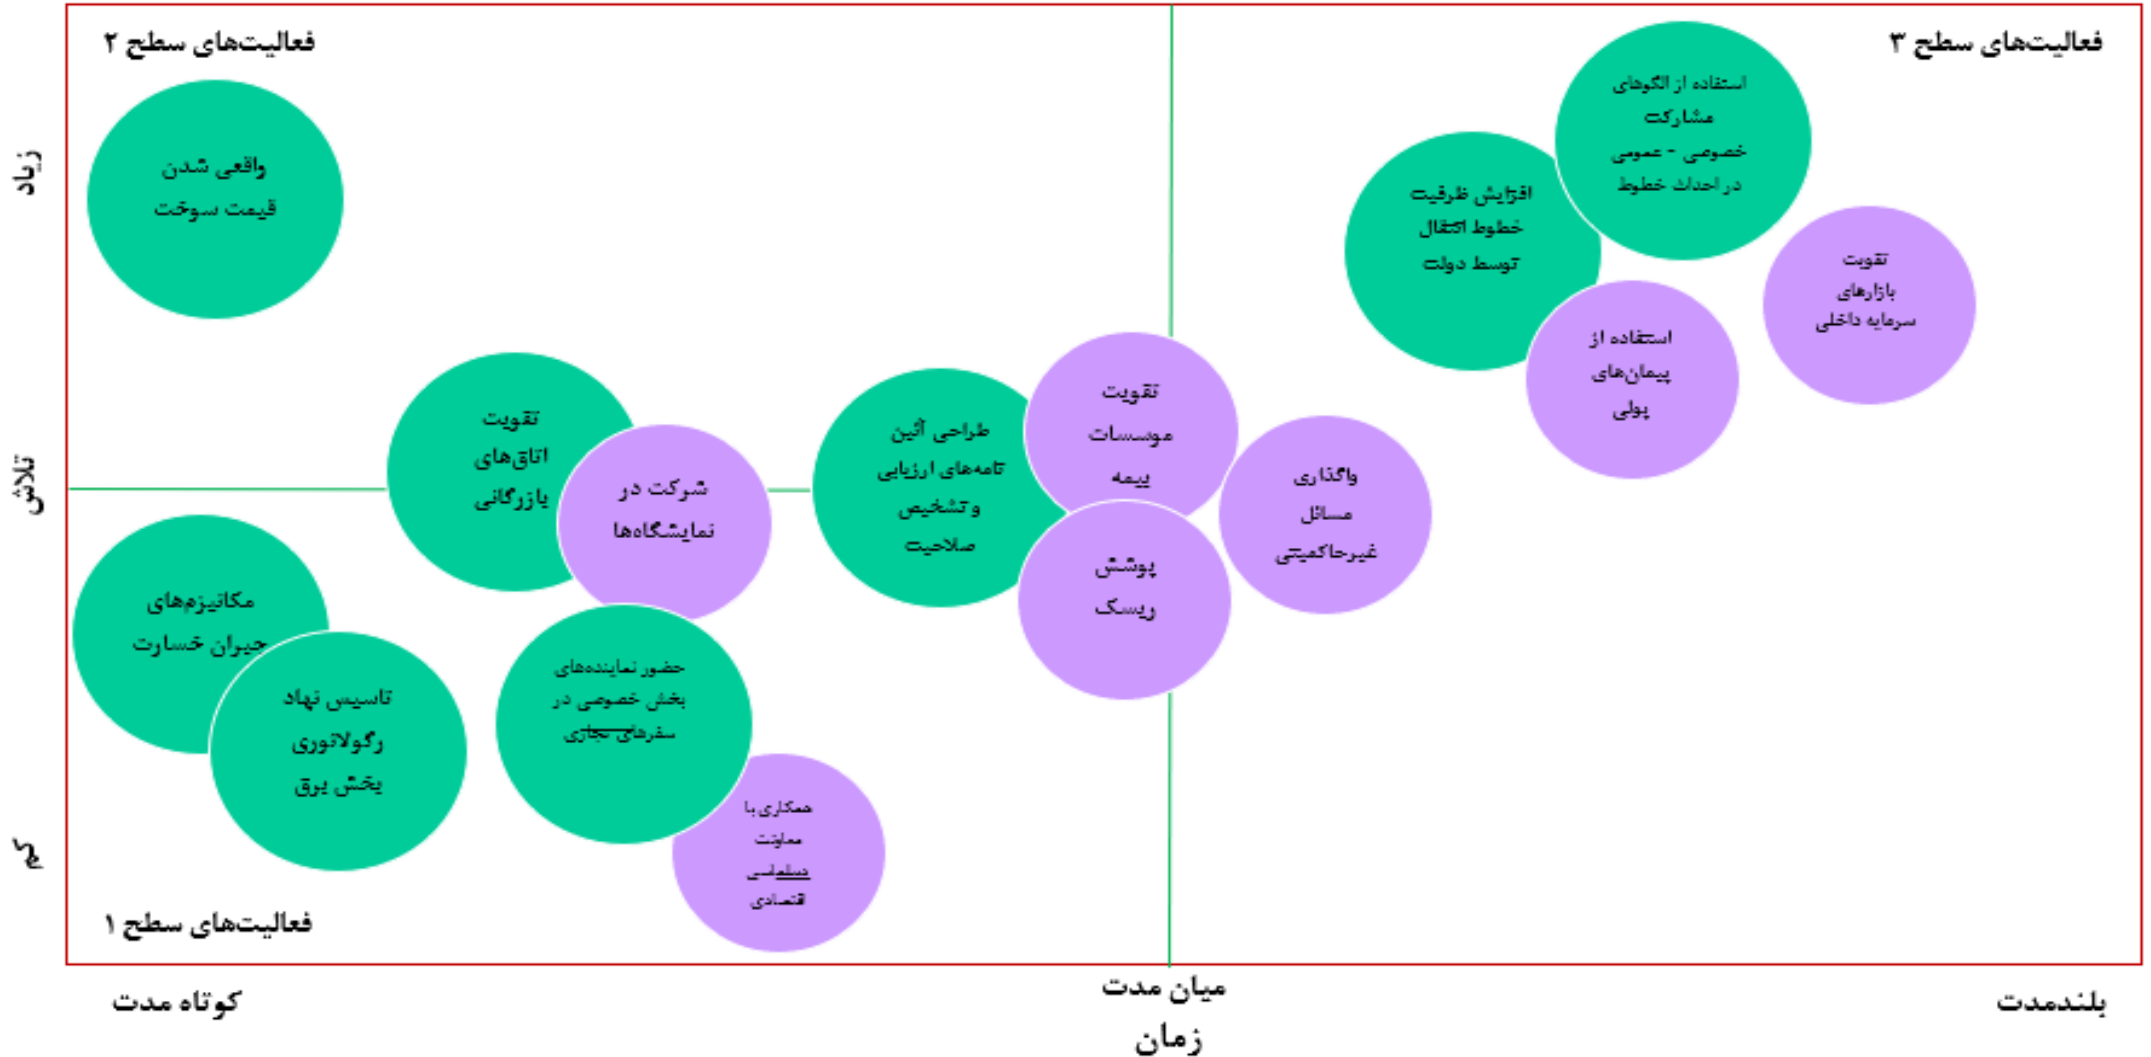 فعالیت‌های سطح ۲
فعالیت‌های سطح ۳
زیاد
تلاش
کم
واقعی شدن
قیمت سوخت
استفاده از الگوهای
مشارکت
خصوصی - عمومی
در احداث خطوط
افزایش ظرفیت
خطوط انتقال
توسط دولت
تقویت
بازارهای
سرمایه داخلی
استفاده از
پیمان‌های
پولی
تقویت
اتاق‌های
بازرگانی
شرکت در
نمایشگاه‌ها
طراحی آئین
نامه‌های ارزیابی
و تشخیص
صلاحیت
تقویت
موسسات
بیمه
واگذاری
مسائل
غیرحاکمیتی
پوشش
ریسک
مکانیزم‌های
جبران خسارت
تاسیس نهاد
رگولاتوری
بخش برق
حضور نماینده‌های
بخش خصوصی در
سفرهای تجاری
همکاری با
معاونت
دیپلماسی
اقتصادی
فعالیت‌های سطح ۱
کوتاه مدت
میان مدت
بلندمدت
زمان